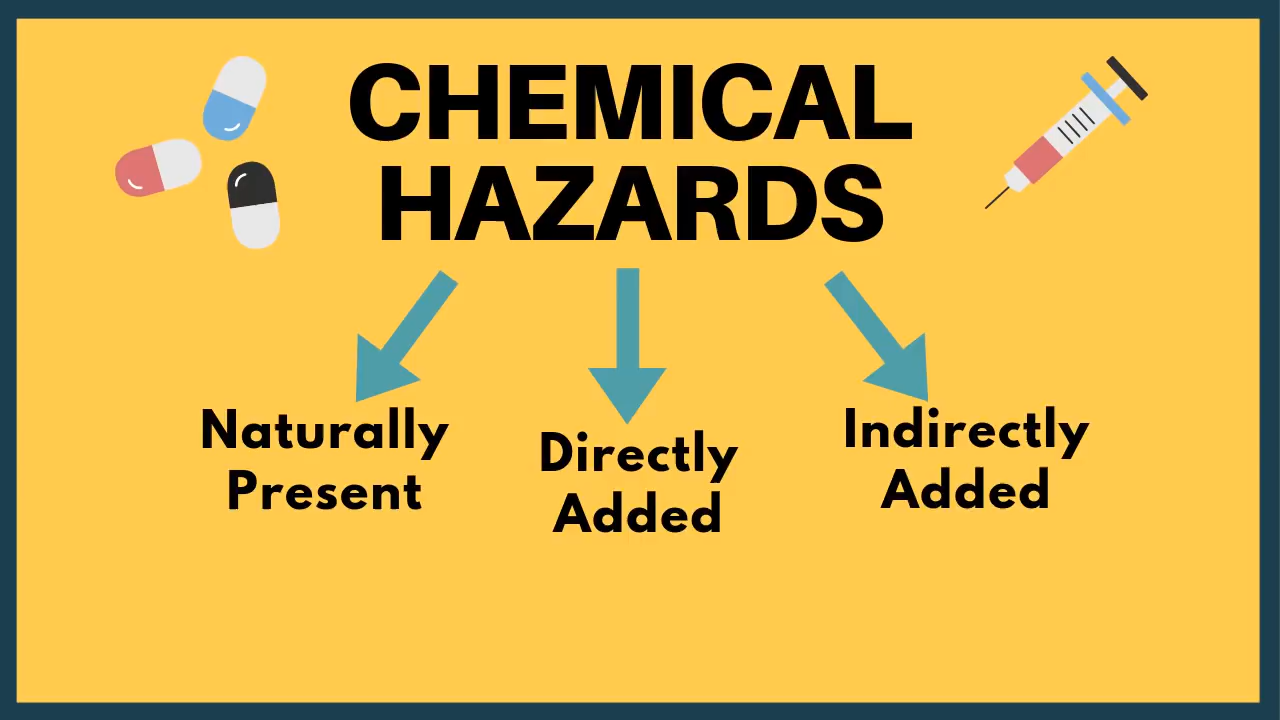 CHEMICAL
HAZARDS
Naturally
Present
Directly
Added
Indirectly
Added